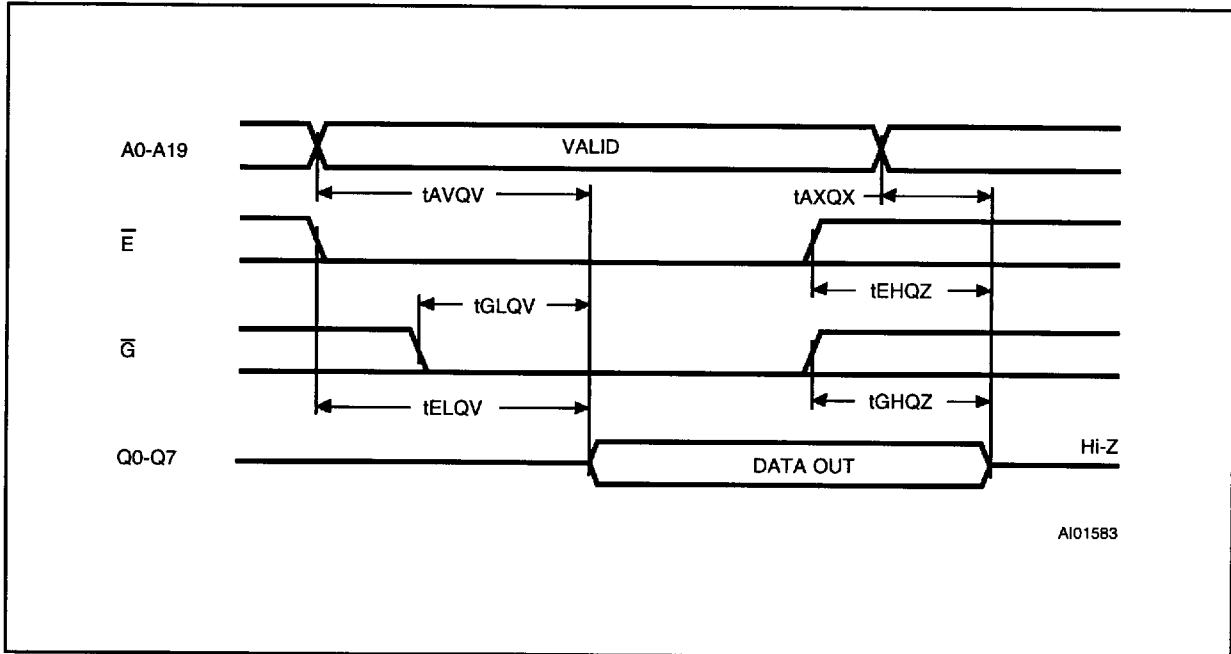 A0-A19
VALID
tAVQV
tAXQX
E̅
tEHQZ
tGLQV
G̅
tELQV
tGHQZ
Q0-Q7
DATA OUT
Hi-Z
AI01583